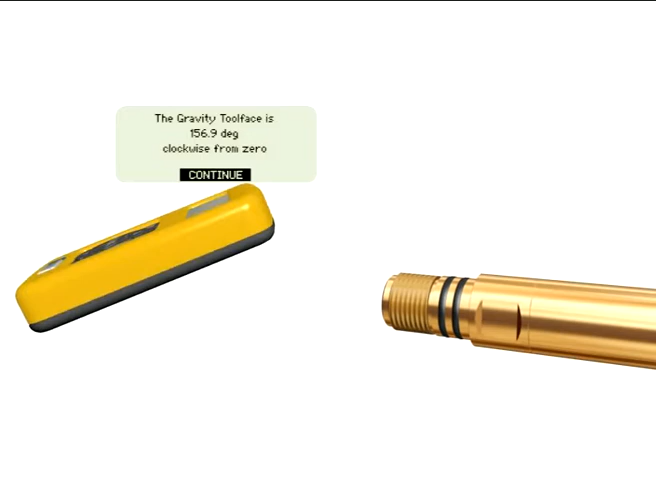 The Gravity Toolface is
156.9 deg
clockwise from zero
CONTINUE